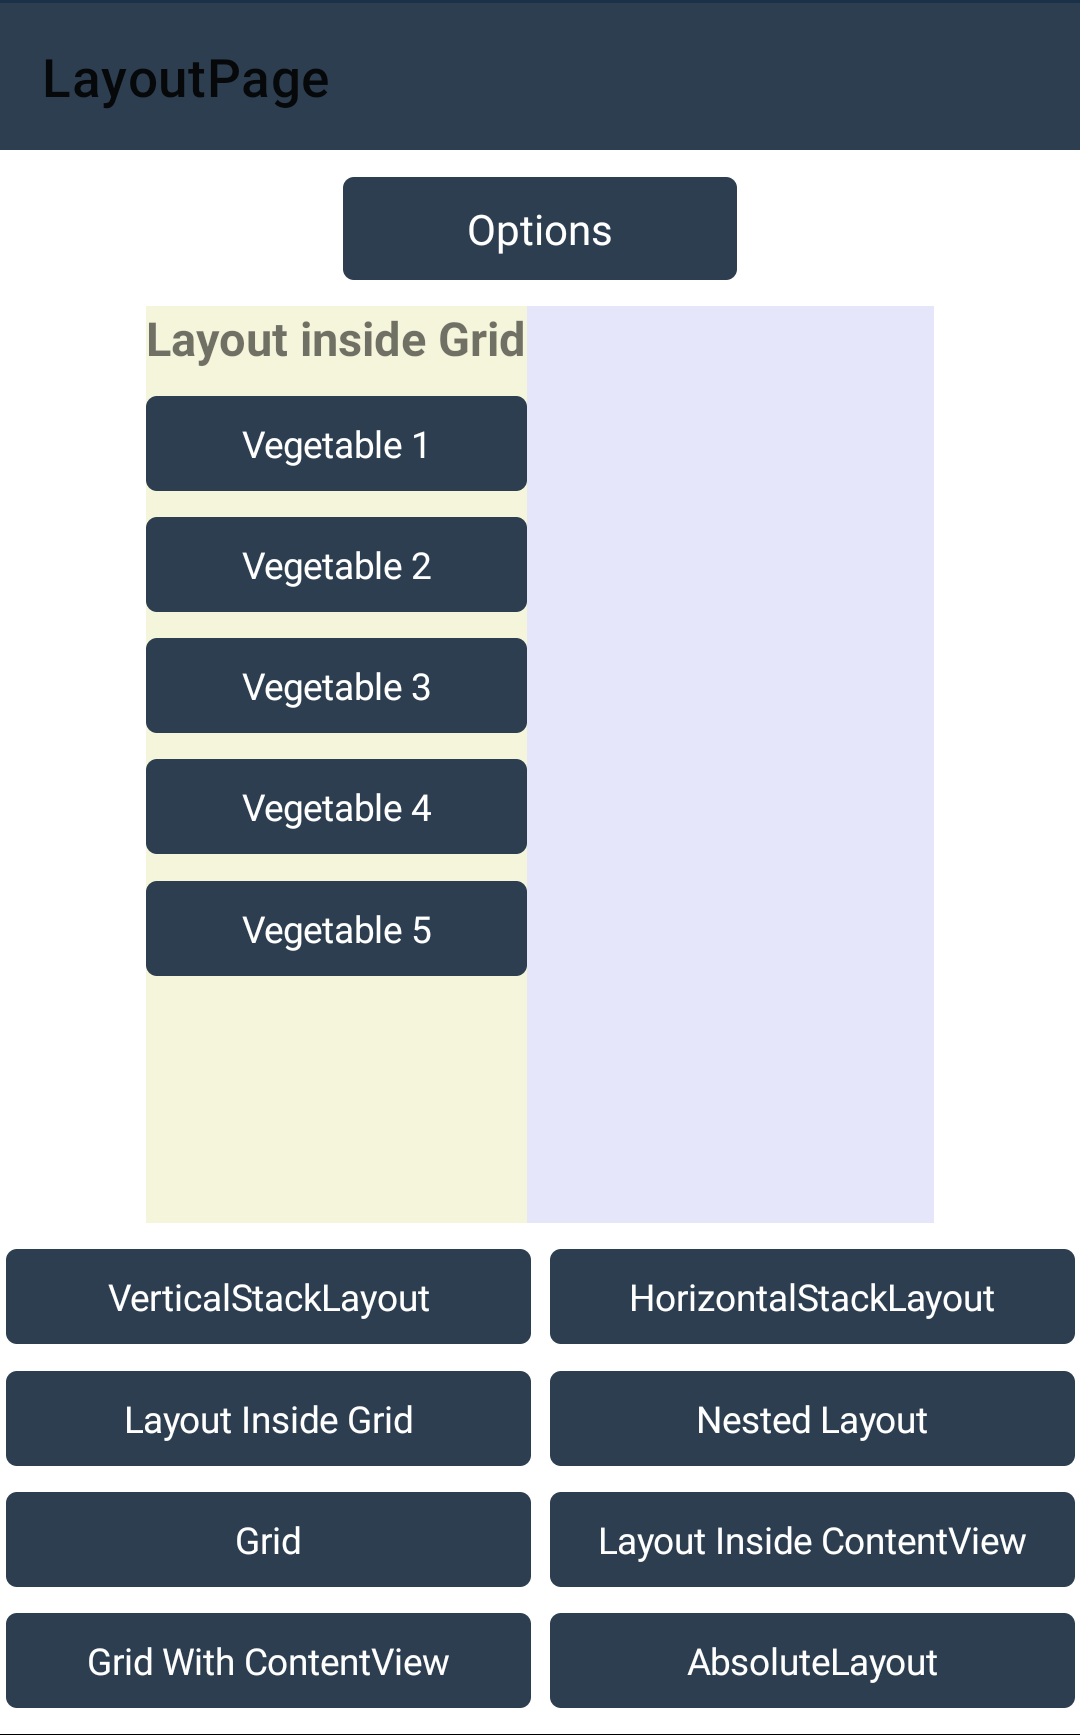 LayoutPage
Options
Layout inside Grid
Vegetable 1
Vegetable 2
Vegetable 3
Vegetable 4
Vegetable 5
VerticalStackLayout
HorizontalStackLayout
Layout Inside Grid
Nested Layout
Grid
Layout Inside ContentView
Grid With ContentView
AbsoluteLayout